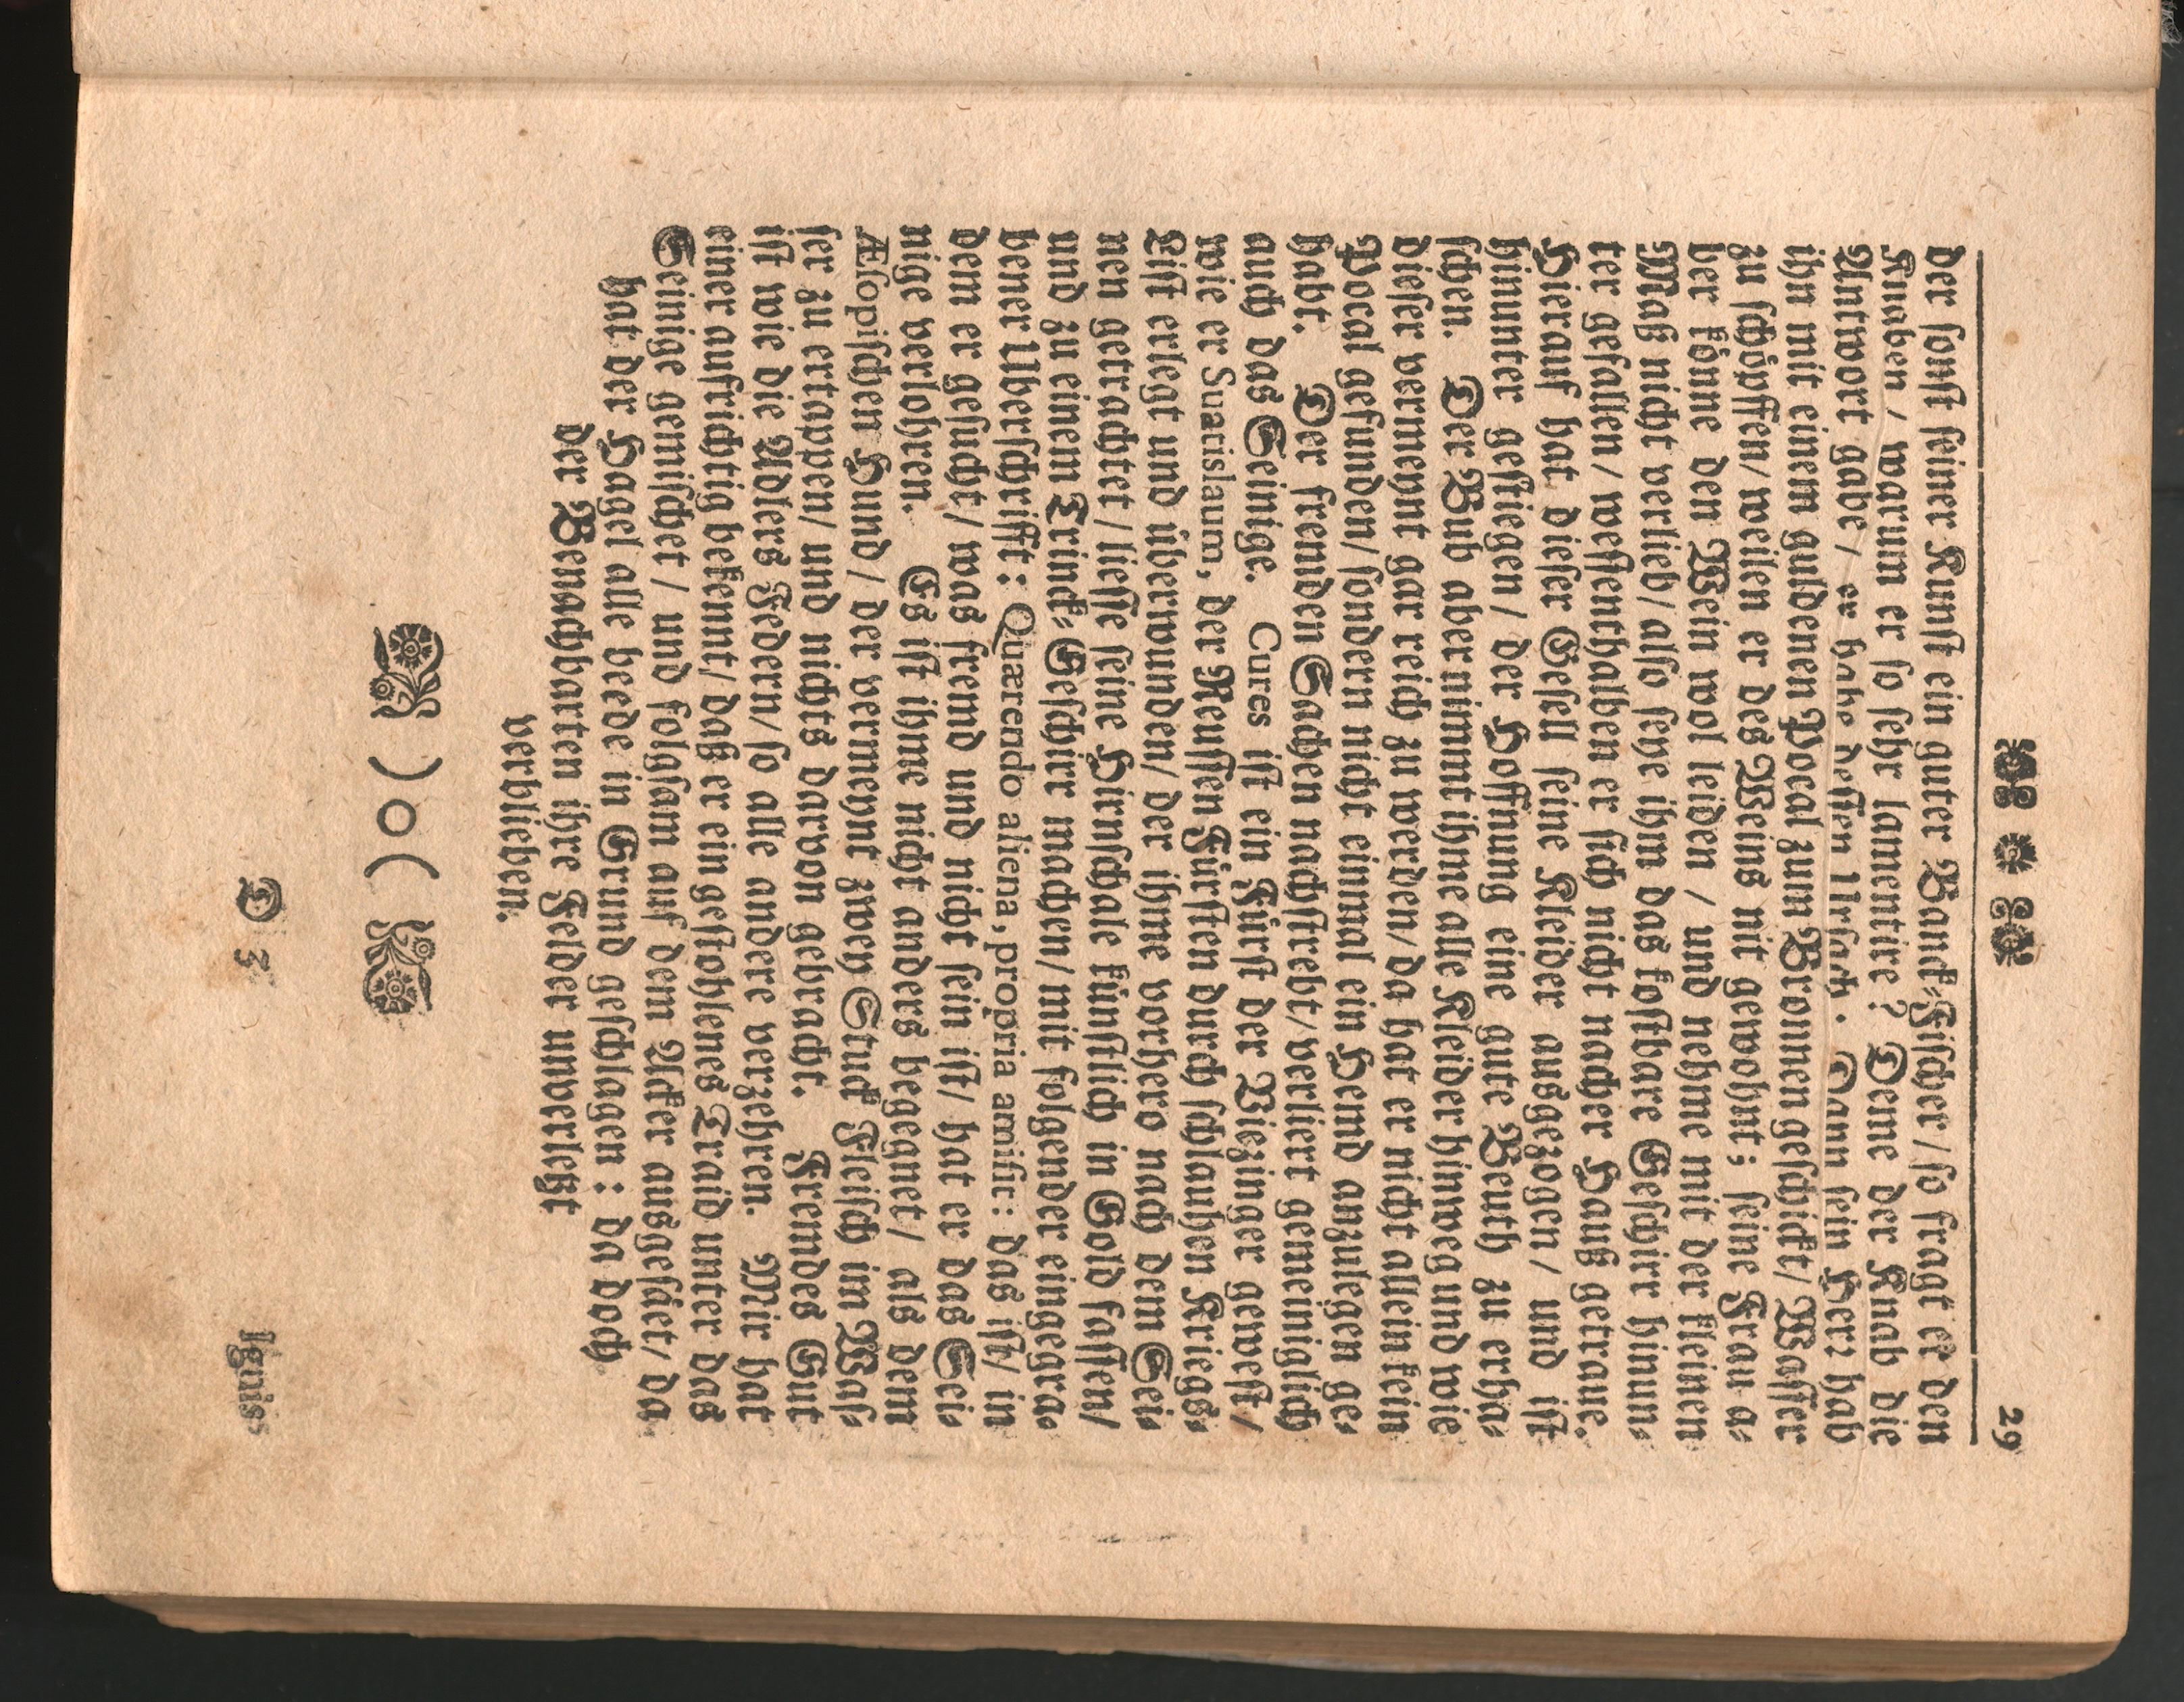 29
der ſonſt ſeiner Kunſt ein guter Banck-Fiſcher / ſo fragt er den
Knaben / warum er ſo ſehr lamentire? Deme der Knab die
Antwort gabe / er habe deſſen Urſach. Dann ſein Herr hab
ihn mit einem guldenen Pocal zum Bronnen geſchickt / Waſſer
zu ſchöpffen / weilen er des Weins nit gewohnt; ſeine Frau a-
ber könne den Wein wol leiden / und nehme mit der kleinen
Maß nicht verlieb / alſo ſeye ihm das koſtbare Geſchirr hinun-
ter gefallen / weſſenthalben er ſich nicht nacher Hauß getraue.
Hierauf hat dieſer Geſell ſeine Kleider ausgezogen / und iſt
hinunter geſtiegen / der Hoffnung eine gute Beuth zu erha-
ſchen. Der Bub aber nimmt ihne alle Kleider hinweg und wie
dieſer vermeynt gar reich zu werden / da hat er nicht allein kein
Pocal gefunden / ſondern nicht einmal ein Hemd anzulegen ge-
habt. Der fremden Sachen nachſtrebt / verliert gemeiniglich
auch das Seinige. Cures iſt ein Fürſt der Biezinger geweſt /
wie er Suatislaum, der Reuſſen Fürſten durch ſchlauhen Kriegs-
Liſt erlegt und überwunden / der ihme vorhero nach dem Sei-
nen getrachtet / lieſſe ſeine Hirnſchale künſtlich in Gold faſſen /
und zu einem Trinck-Geſchirr machen / mit folgender eingegra-
bener Uberſchrifft: Quærendo aliena, propria amiſit: das iſt / in
dem er geſucht / was fremd und nicht ſein iſt / hat er das Sei-
nige verlohren. Es iſt ihme nicht anders begegnet / als dem
Æſopiſchen Hund / der vermeynt zwey Stuck Fleiſch im Waſ-
ſer zu ertappen / und nichts darvon gebracht. Fremdes Gut
iſt wie die Adlers Federn / ſo alle andere verzehren. Mir hat
einer aufrichtig bekennt / daß er ein geſtohlenes Traid unter das
Seinige gemiſchet / und folgſam auf dem Acker ausgeſäet / da
hat der Hagel alle beede in Grund geſchlagen: da doch
der Benachbarten ihre Felder unverletzt
verblieben.
) o (
D 3
Ignis